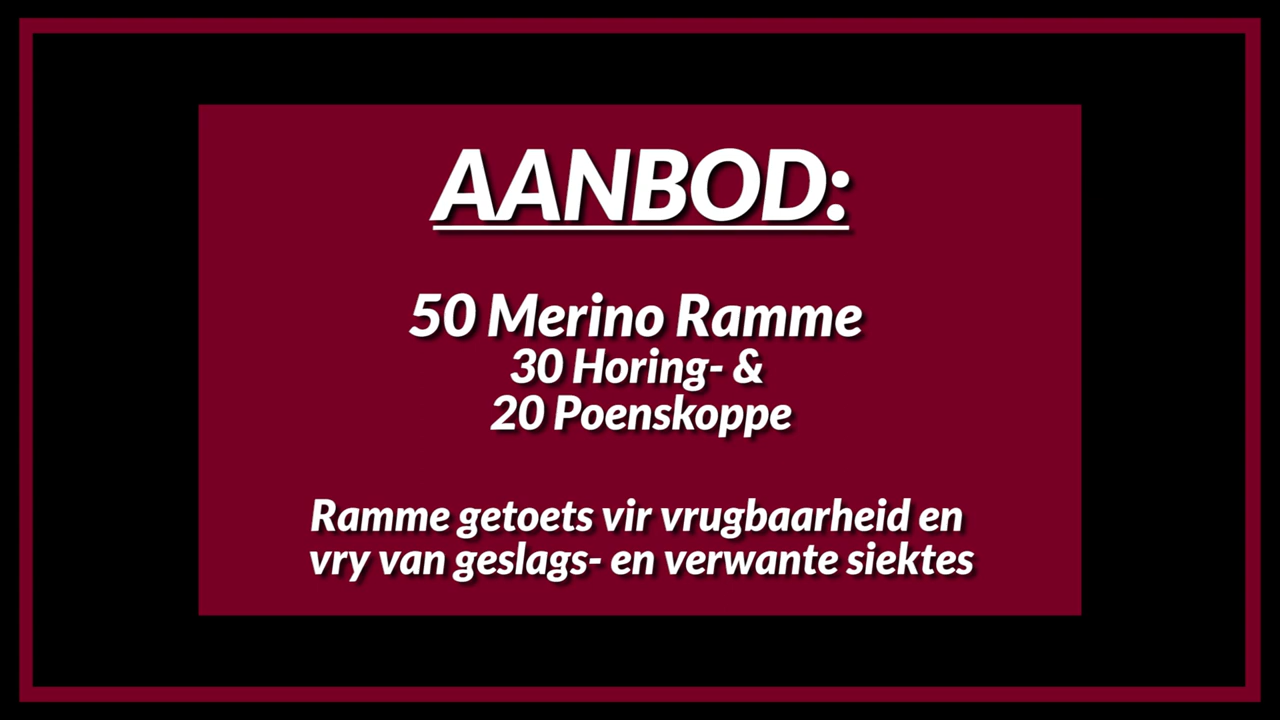 AANBOD:
50 Merino Ramme
30 Horing- &
20 Poenskoppe
Ramme getoets vir vrugbaarheid en
vry van geslags- en verwante siektes